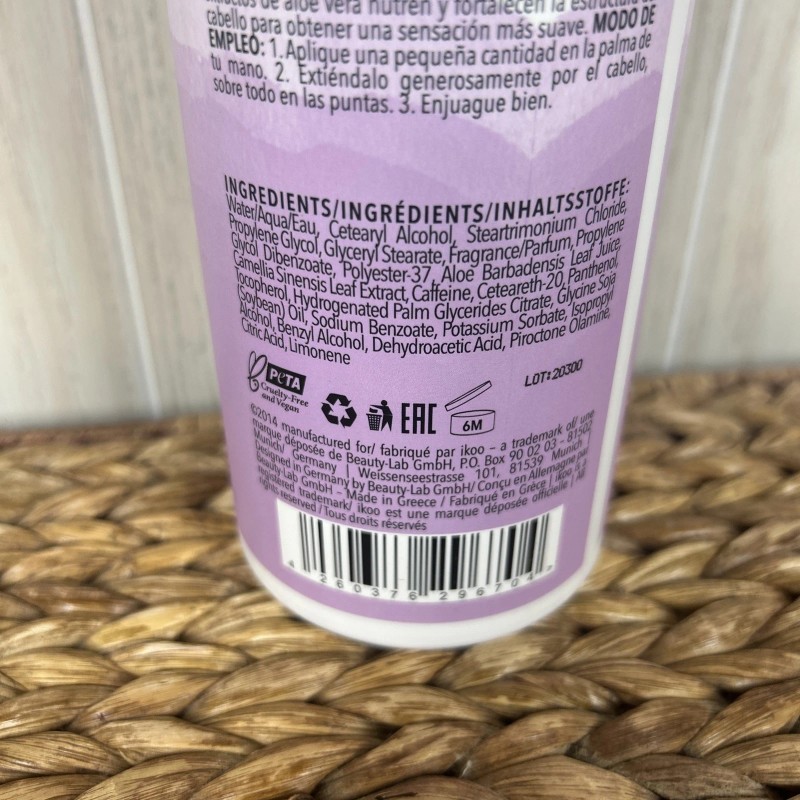 extractos de aloe vera nutren y fortalecen la estructura de
cabello para obtener una sensación más suave. MODO DE
EMPLEO: 1. Aplique una pequeña cantidad en la palma de
tu mano. 2. Extiéndalo generosamente por el cabello,
sobre todo en las puntas. 3. Enjuague bien.
INGREDIENTS/INGRÉDIENTS/INHALTSSTOFFE:
Water/Aqua/Eau, Cetearyl Alcohol, Steartrimonium Chloride,
Propylene Glycol, Glyceryl Stearate, Fragrance/Parfum, Propylene
Glycol Dibenzoate, Polyester-37, Aloe Barbadensis Leaf Juice,
Camellia Sinensis Leaf Extract, Caffeine, Ceteareth-20, Panthenol,
Tocopherol, Hydrogenated Palm Glycerides Citrate, Glycine Soja
(Soybean) Oil, Sodium Benzoate, Potassium Sorbate, Isopropyl
Alcohol, Benzyl Alcohol, Dehydroacetic Acid, Piroctone Olamine,
Citric Acid, Limonene
LOT:20300
PETA
Cruelty-Free
and Vegan
EAC
6M
©2014 manufactured for/ fabriqué par ikoo – a trademark of/ une
marque déposée de Beauty-Lab GmbH, P.O. Box 90 02 03 - 81502
Munich/ Germany | Weissenseestrasse 101, 81539 Munich
Designed in Germany by Beauty-Lab GmbH/ Conçu en Allemagne par
Beauty-Lab GmbH – Made in Greece / Fabriqué en Grèce | ikoo is a
registered trademark/ ikoo est une marque déposée officielle | All
rights reserved / Tous droits réservés
4 260376 296704